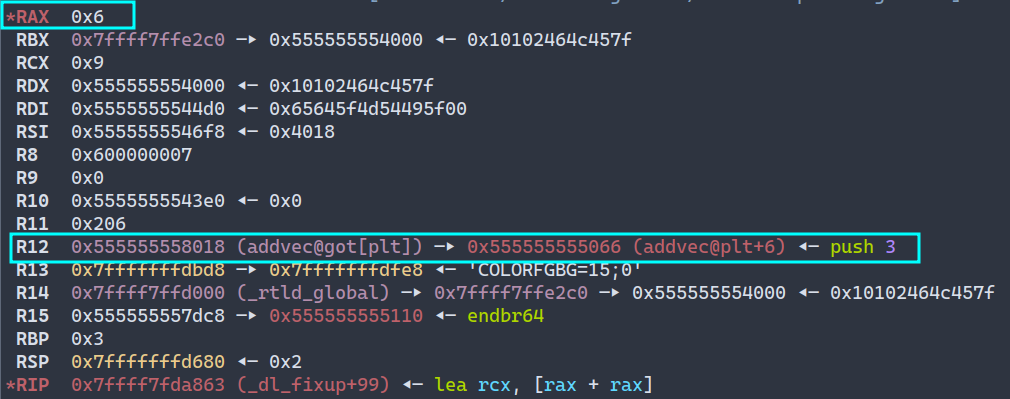 *RAX 0x6
RBX 0x7ffff7ffe2c0 —▸ 0x555555554000 ◂— 0x10102464c457f
RCX 0x9
RDX 0x555555554000 ◂— 0x10102464c457f
RDI 0x5555555544d0 ◂— 0x65645f4d54495f00
RSI 0x5555555546f8 ◂— 0x4018
R8 0x600000007
R9 0x0
R10 0x5555555543e0 ◂— 0x0
R11 0x206
R12 0x555555558018 (addvec@got[plt]) —▸ 0x555555555066 (addvec@plt+6) ◂— push 3
R13 0x7fffffffdbd8 —▸ 0x7fffffffdfe8 ◂— 'COLORFGBG=15;0'
R14 0x7ffff7ffd000 (_rtld_global) —▸ 0x7ffff7ffe2c0 —▸ 0x555555554000 ◂— 0x10102464c457f
R15 0x555555557dc8 —▸ 0x555555555110 ◂— endbr64
RBP 0x3
RSP 0x7fffffffd680 ◂— 0x2
*RIP 0x7ffff7fda863 (_dl_fixup+99) ◂— lea rcx, [rax + rax]